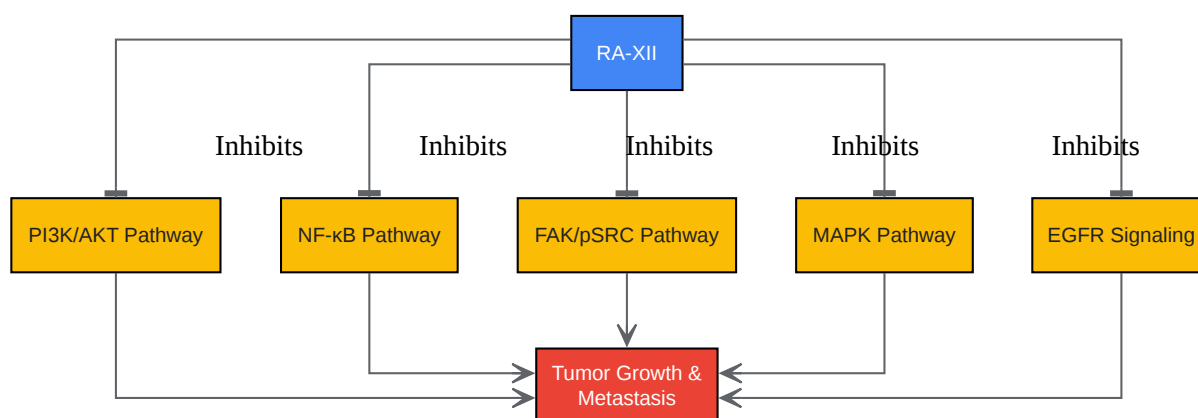 RA-XII
Inhibits
Inhibits
Inhibits
Inhibits
Inhibits
PI3K/AKT Pathway
NF-κB Pathway
FAK/pSRC Pathway
MAPK Pathway
EGFR Signaling
Tumor Growth &
Metastasis